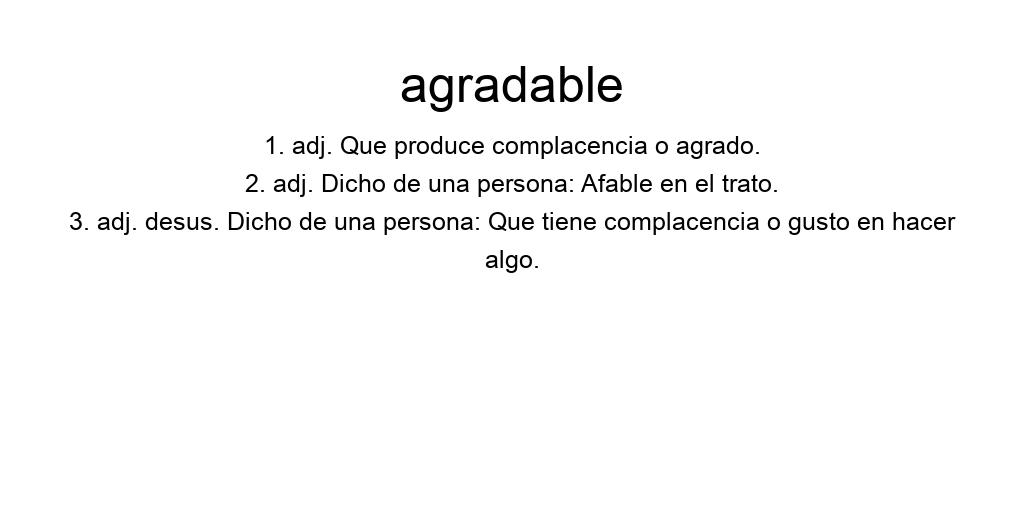 agradable
1. adj. Que produce complacencia o agrado.
2. adj. Dicho de una persona: Afable en el trato.
3. adj. desus. Dicho de una persona: Que tiene complacencia o gusto en hacer
algo.